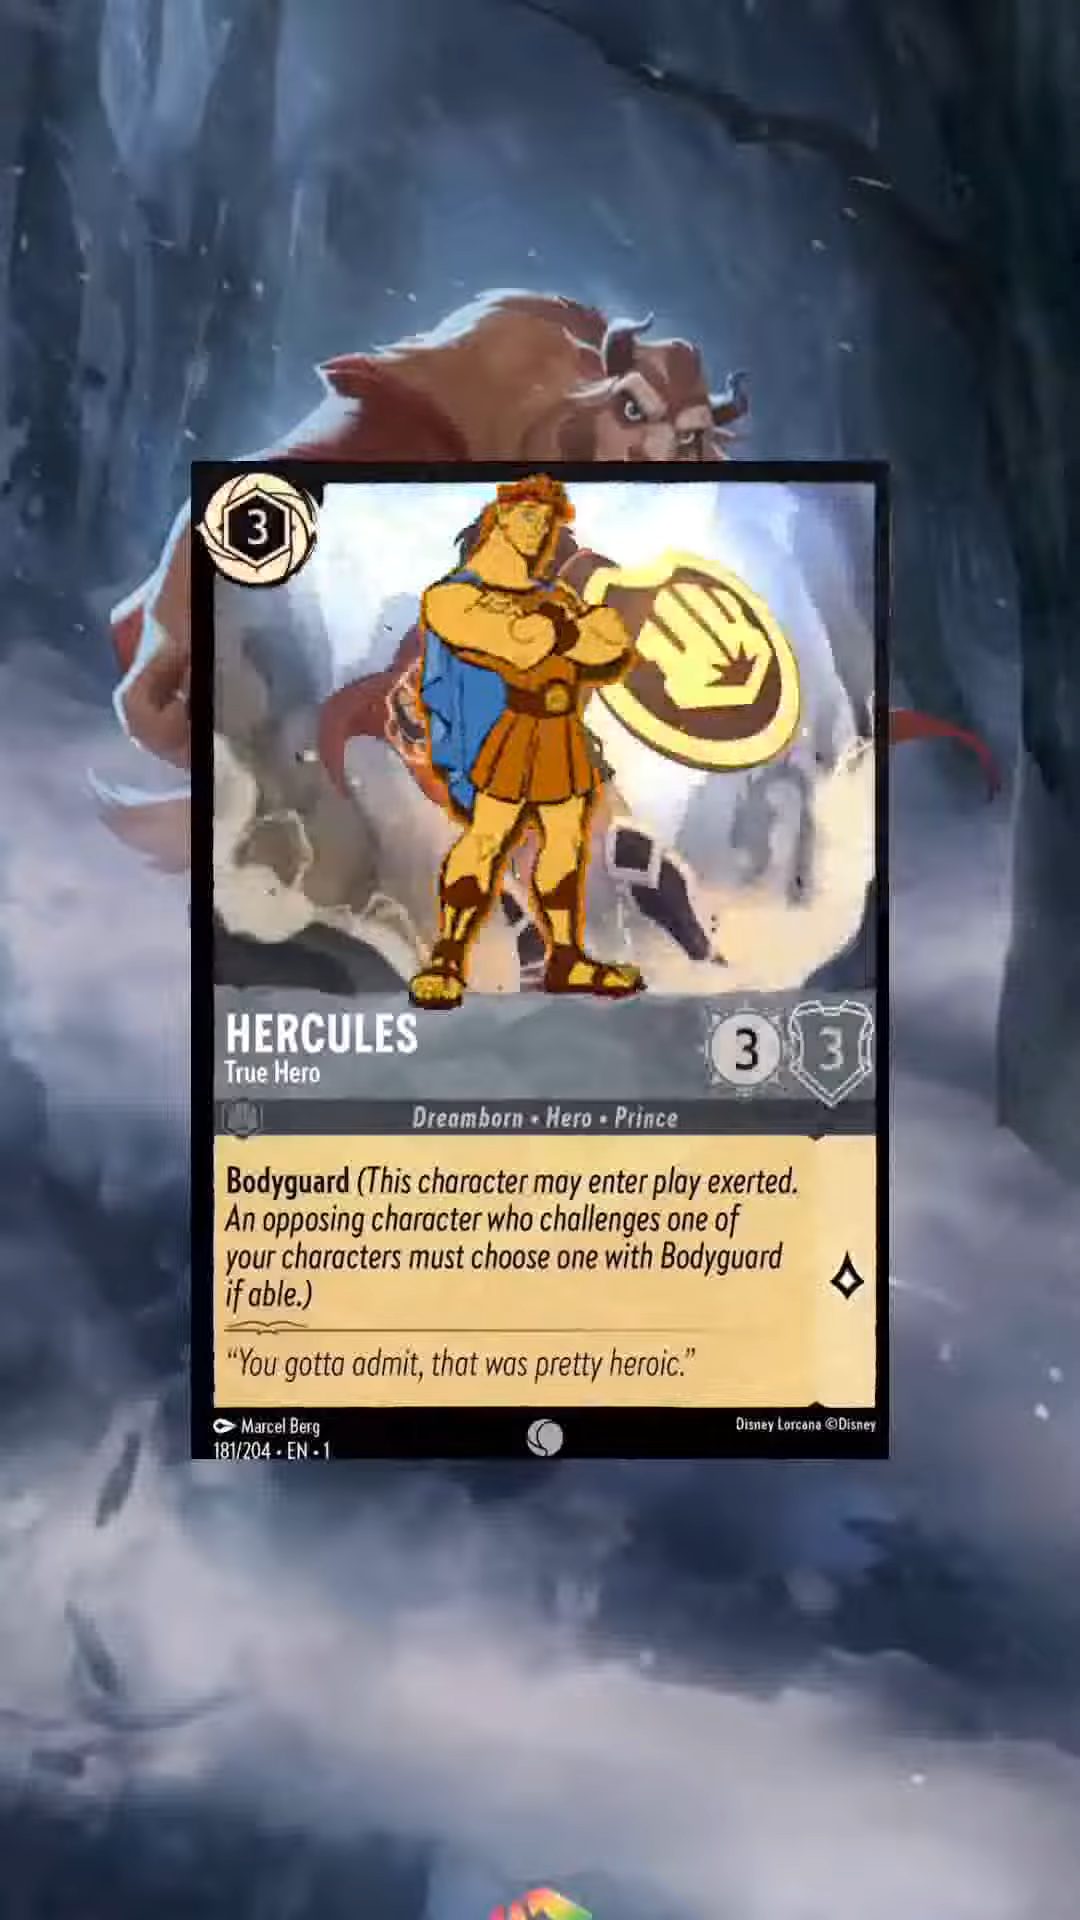 3
HERCULES
True Hero
3 3
Dreamborn • Hero • Prince
Bodyguard (This character may enter play exerted.
An opposing character who challenges one of
your characters must choose one with Bodyguard
if able.)
“You gotta admit, that was pretty heroic.”
Marcel Berg
Disney Lorcana ©Disney
181/204 • EN • 1